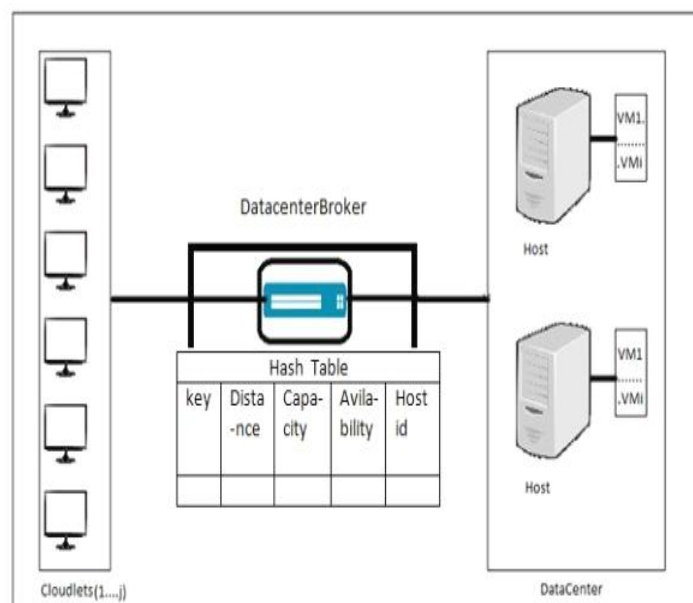 DatacenterBroker
Hash Table
key Dista Capa- Avila- Host
-nce city bility id
Cloudlets(1....j)
VM1.
.......
.VMi
Host
VM1
.......
.VMi
Host
DataCenter